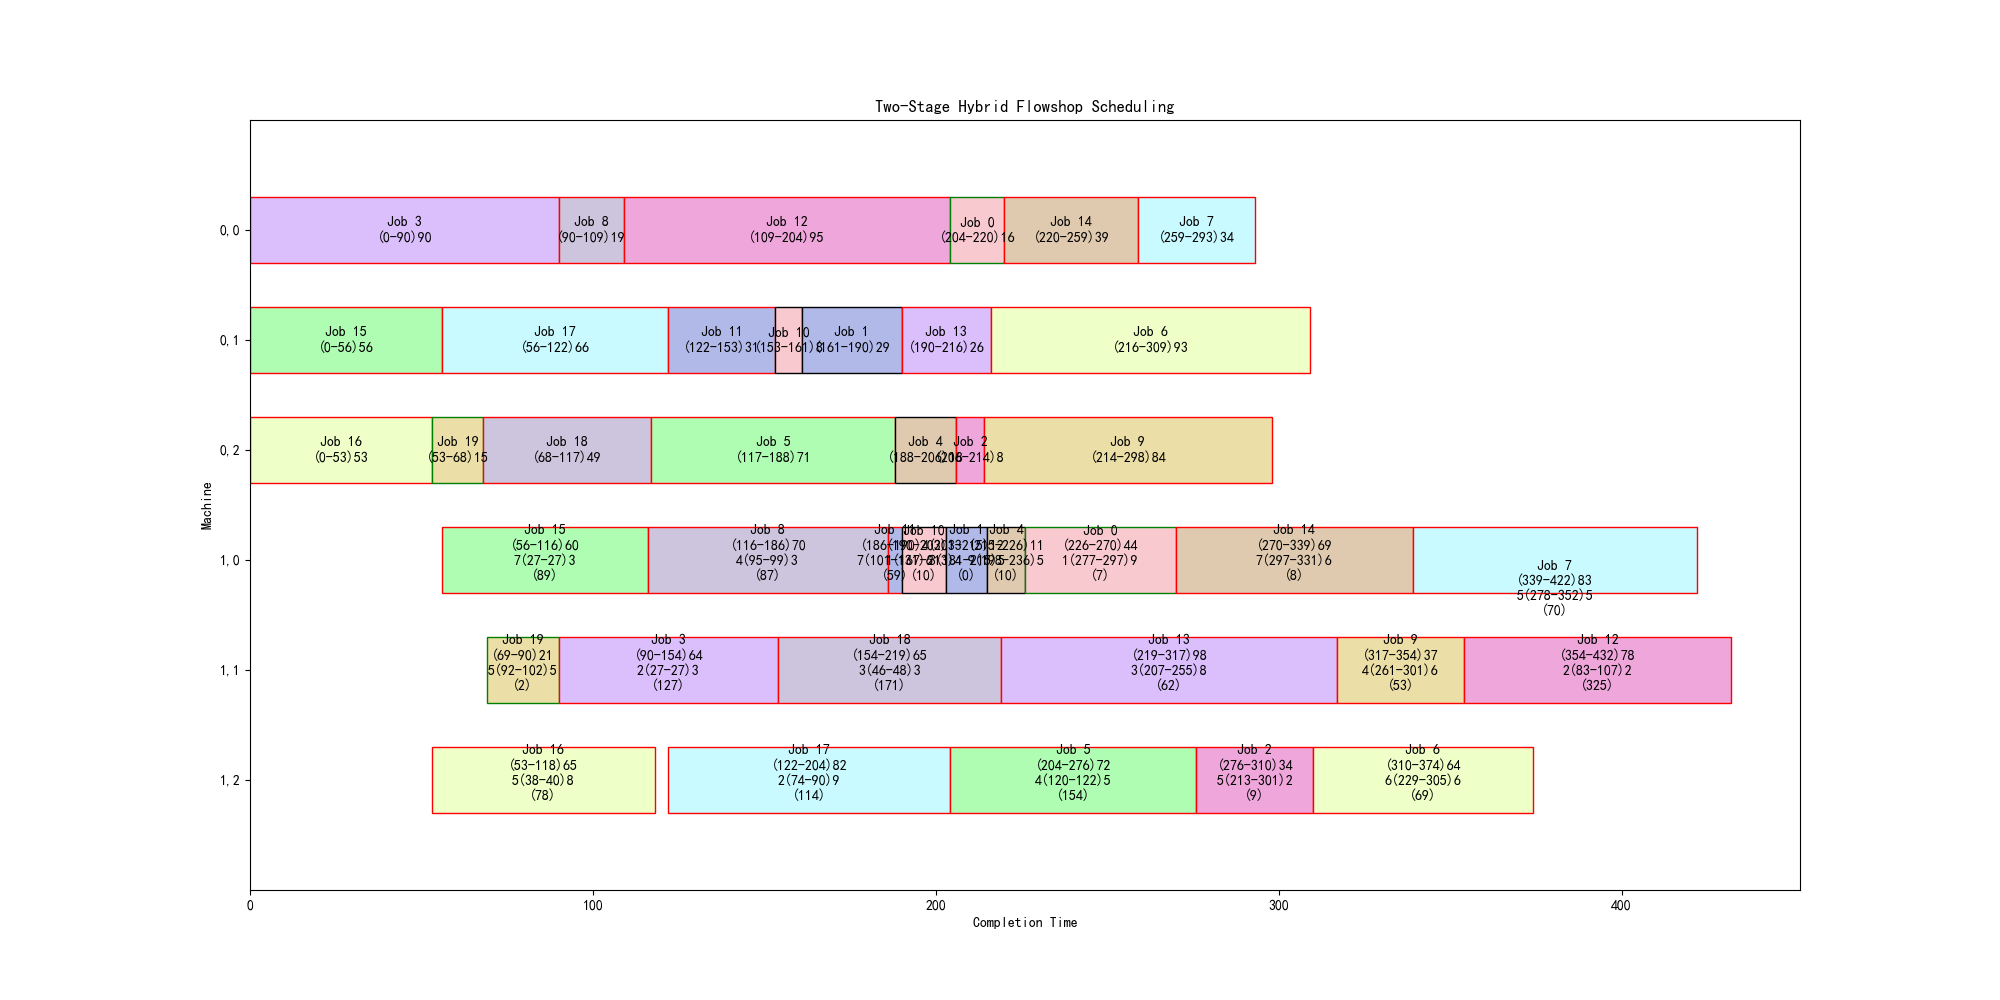 Two-Stage Hybrid Flowshop Scheduling
Machine
0,0
Job 3
(0-90)90
Job 8
(90-109)19
Job 12
(109-204)95
Job 0
(204-220)16
Job 14
(220-259)39
Job 7
(259-293)34
0,1
Job 15
(0-56)56
Job 17
(56-122)66
Job 11
(122-153)31
Job 10
(153-161)8
Job 1
(161-190)29
Job 13
(190-216)26
Job 6
(216-309)93
0,2
Job 16
(0-53)53
Job 19
(53-68)15
Job 18
(68-117)49
Job 5
(117-188)71
Job 4
(188-206)18
Job 2
(206-214)8
Job 9
(214-298)84
1,0
Job 15
(56-116)60
7(27-27)3
(89)
Job 8
(116-186)70
4(95-99)3
(87)
Job 11
(59)
Job 10
(10)
Job 1
(0)
Job 4
(215-226)11
(10)
Job 0
(226-270)44
1(277-297)9
(7)
Job 14
(270-339)69
7(297-331)6
(8)
Job 7
(339-422)83
5(278-352)5
(70)
1,1
Job 19
(69-90)21
5(92-102)5
(2)
Job 3
(90-154)64
2(27-27)3
(127)
Job 18
(154-219)65
3(46-48)3
(171)
Job 13
(219-317)98
3(207-255)8
(62)
Job 9
(317-354)37
4(261-301)6
(53)
Job 12
(354-432)78
2(83-107)2
(325)
1,2
Job 16
(53-118)65
5(38-40)8
(78)
Job 17
(122-204)82
2(74-90)9
(114)
Job 5
(204-276)72
4(120-122)5
(154)
Job 2
(276-310)34
5(213-301)2
(9)
Job 6
(310-374)64
6(229-305)6
(69)
0
100
200
300
400
Completion Time